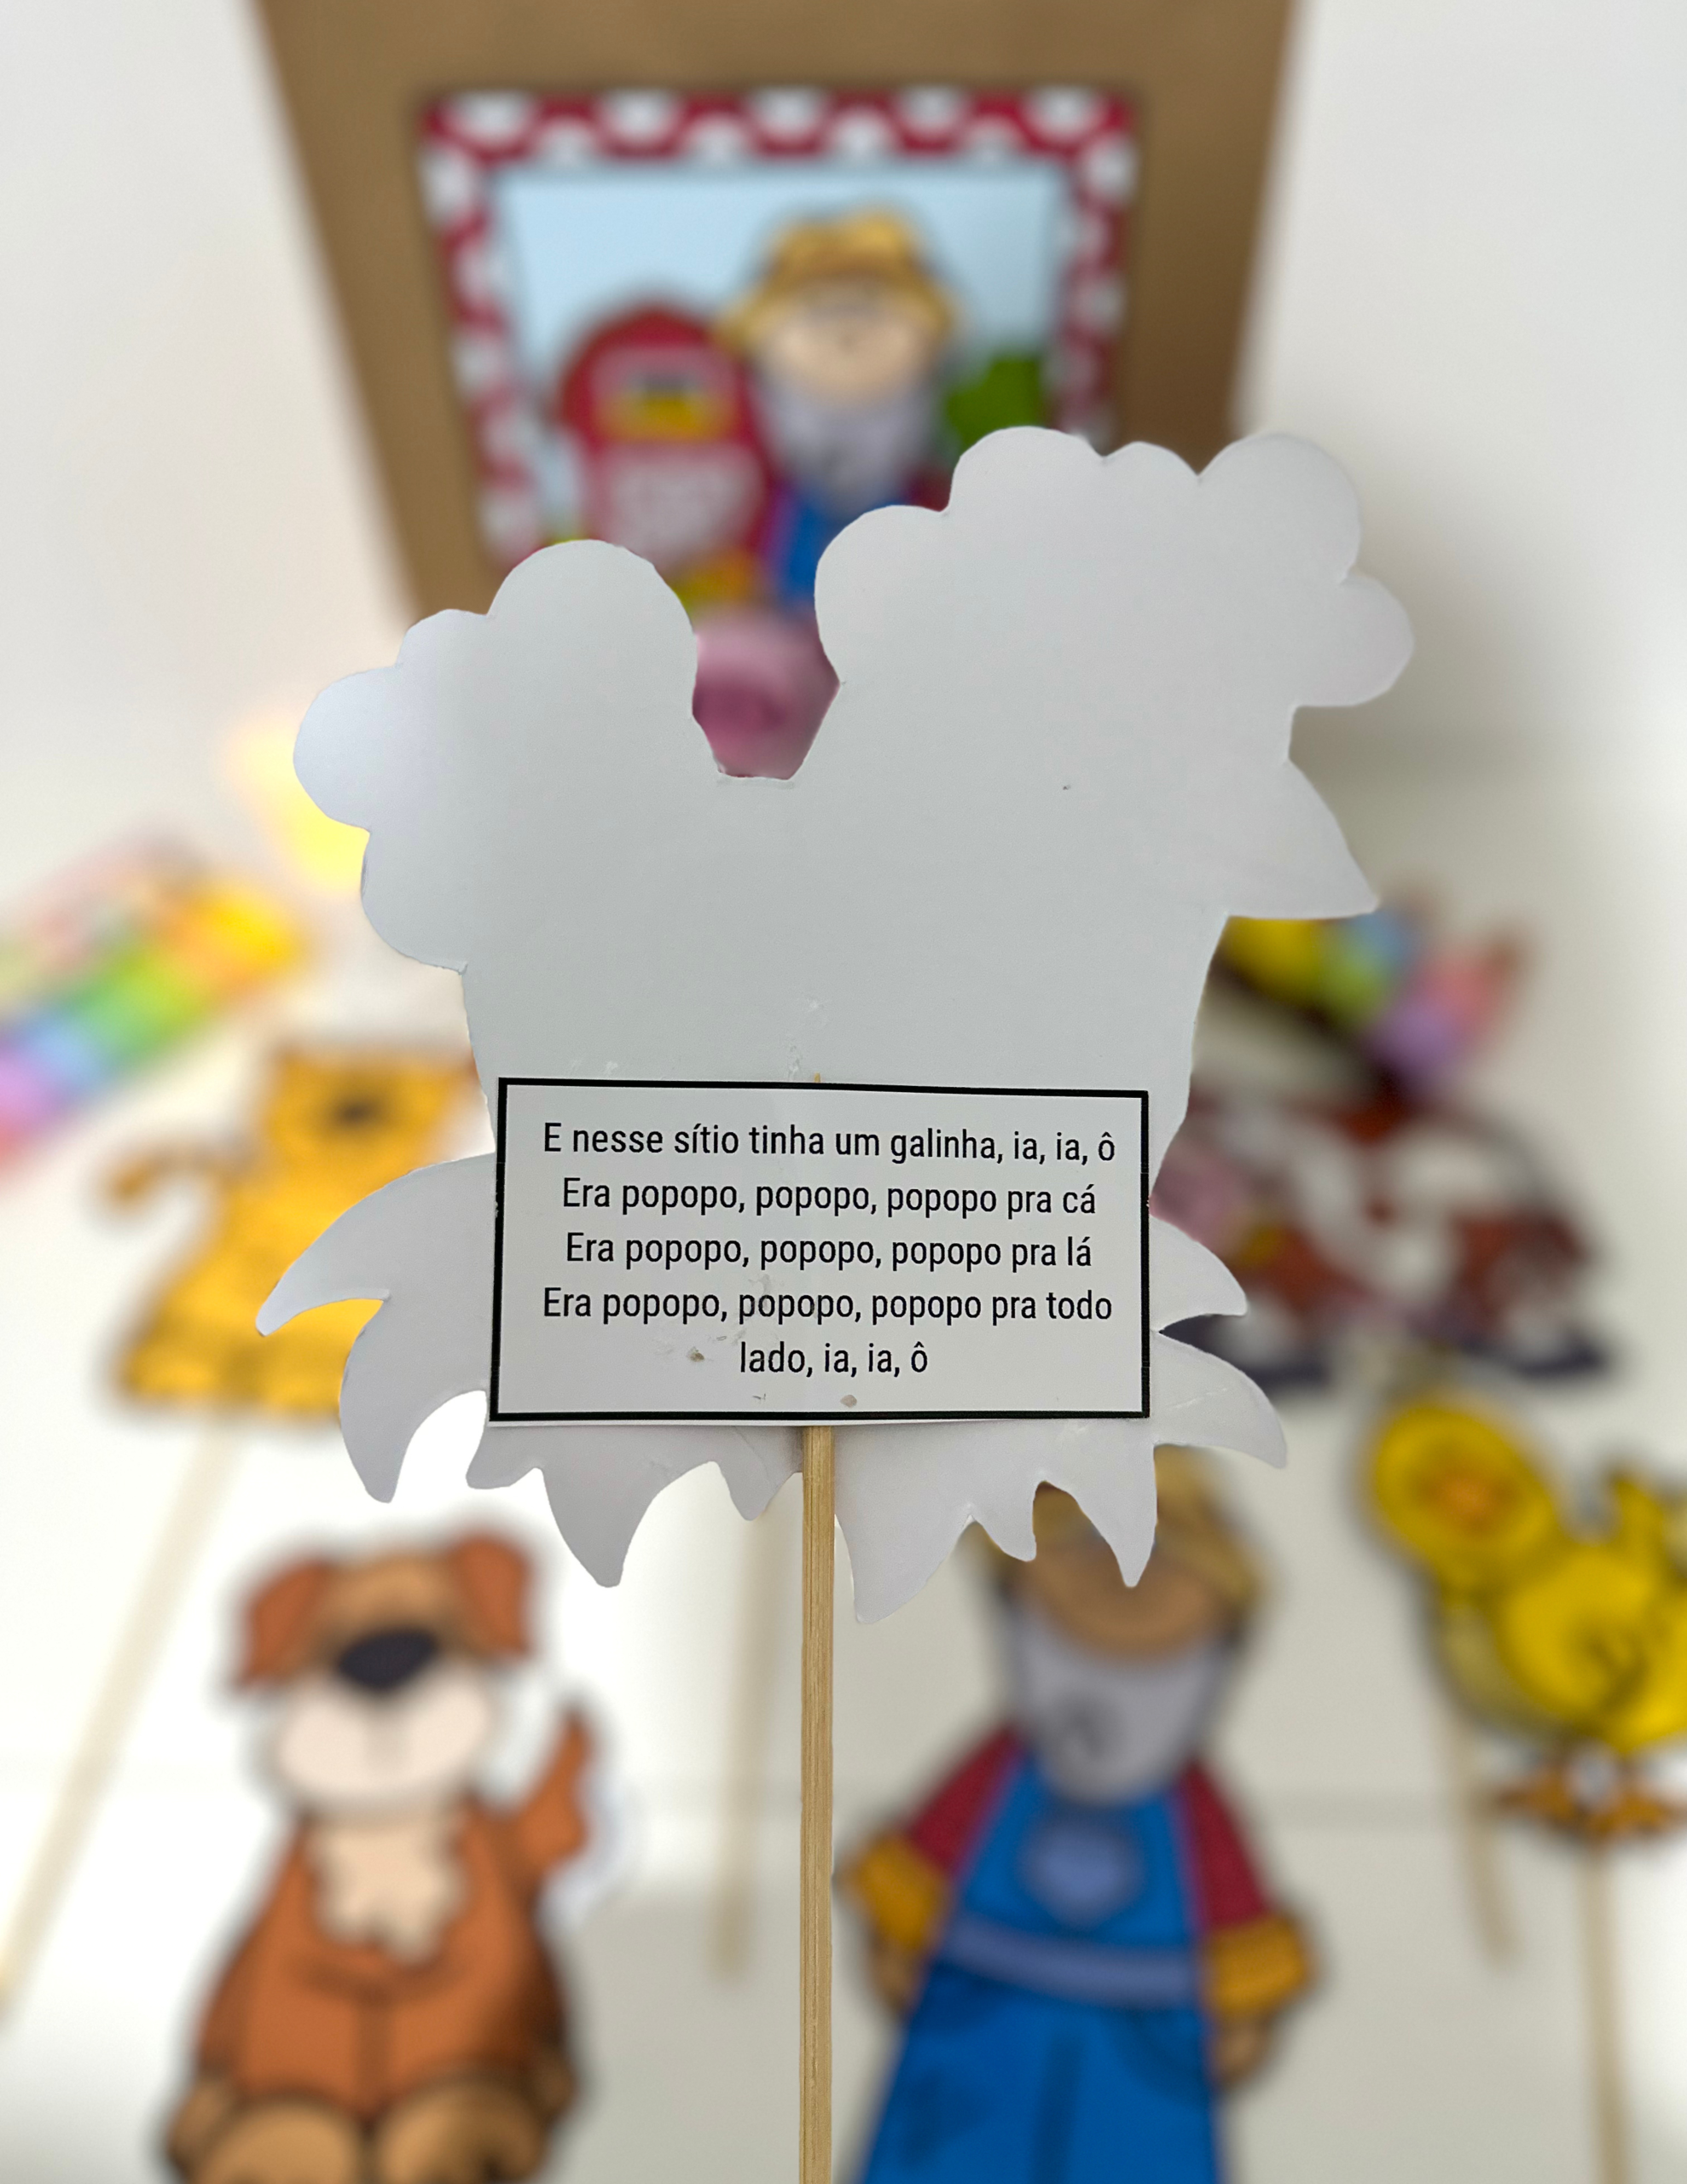 E nesse sítio tinha um galinha, ia, ia, ô
Era popopo, popopo, popopo pra cá
Era popopo, popopo, popopo pra lá
Era popopo, popopo, popopo pra todo
lado, ia, ia, ô